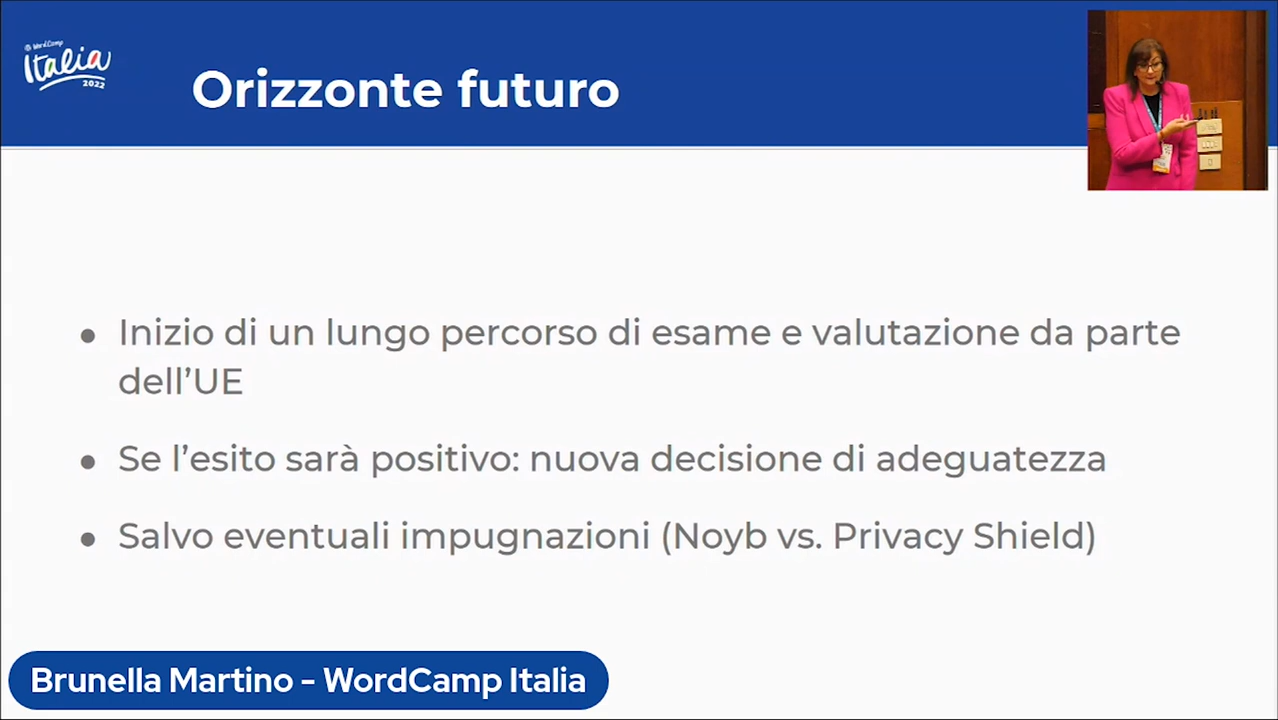 WordCamp
Italia
2022
Orizzonte futuro
● Inizio di un lungo percorso di esame e valutazione da parte
dell’UE
● Se l’esito sarà positivo: nuova decisione di adeguatezza
● Salvo eventuali impugnazioni (Noyb vs. Privacy Shield)
Brunella Martino - WordCamp Italia